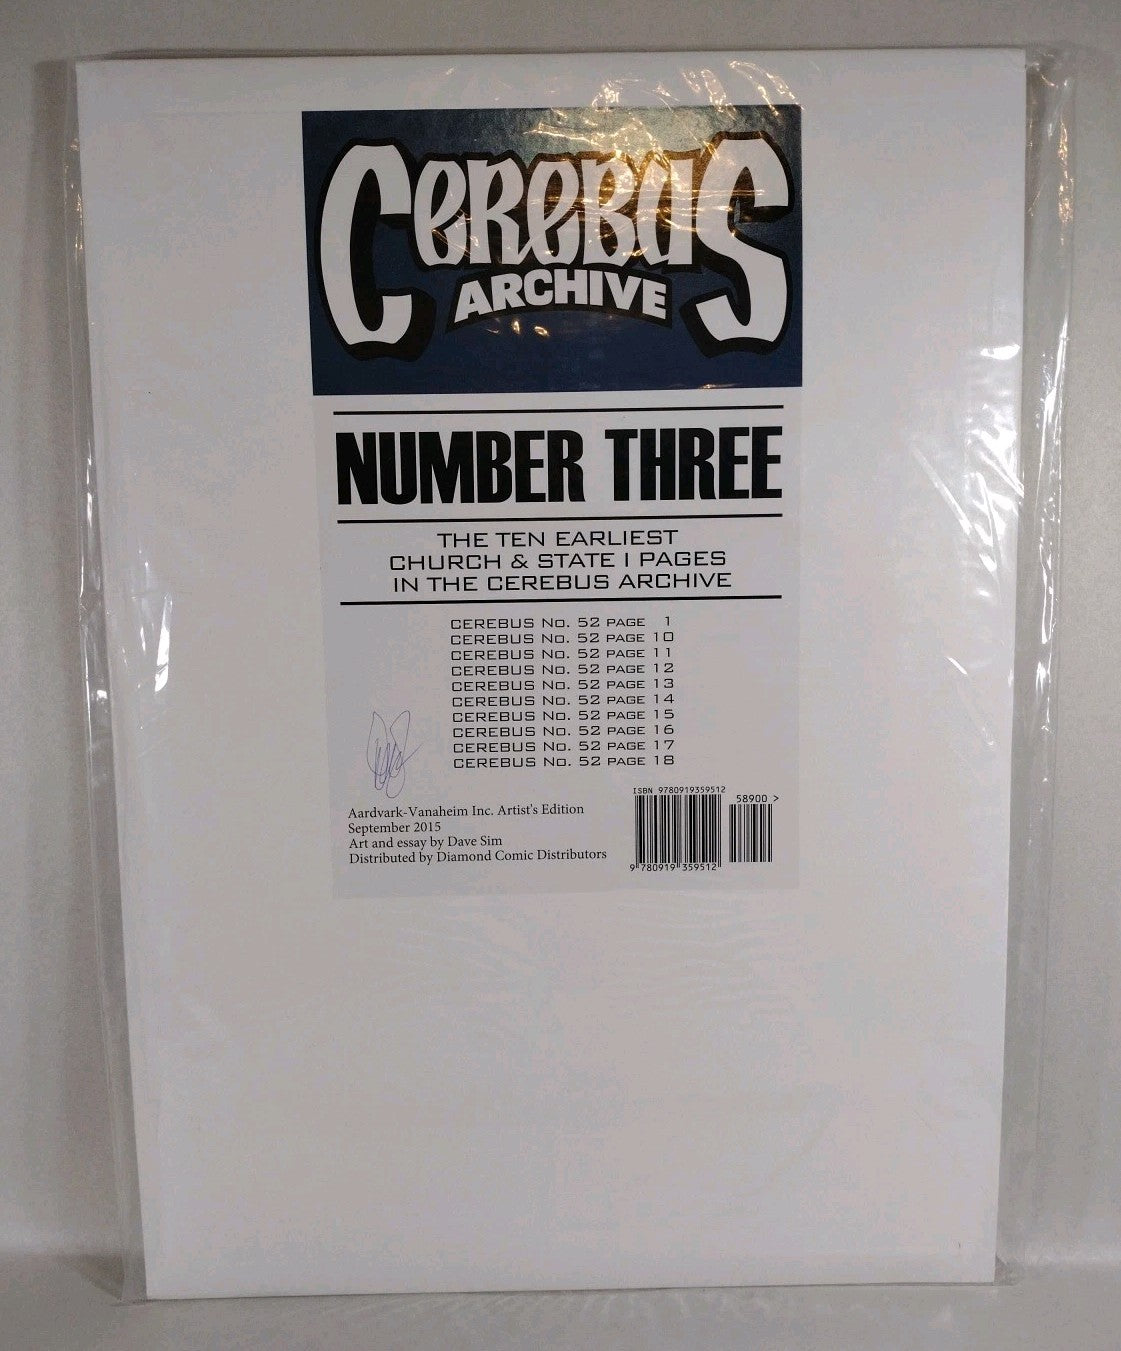 CEREBUS
ARCHIVE
NUMBER THREE
THE TEN EARLIEST
CHURCH & STATE I PAGES
IN THE CEREBUS ARCHIVE
CEREBUS No. 52 PAGE 1
CEREBUS No. 52 PAGE 10
CEREBUS No. 52 PAGE 11
CEREBUS No. 52 PAGE 12
CEREBUS No. 52 PAGE 13
CEREBUS No. 52 PAGE 14
CEREBUS No. 52 PAGE 15
CEREBUS No. 52 PAGE 16
CEREBUS No. 52 PAGE 17
CEREBUS No. 52 PAGE 18
Aardvark-Vanaheim Inc. Artist's Edition
September 2015
Art and essay by Dave Sim
Distributed by Diamond Comic Distributors
ISBN 9780919359512
58900 >
9 780919 359512